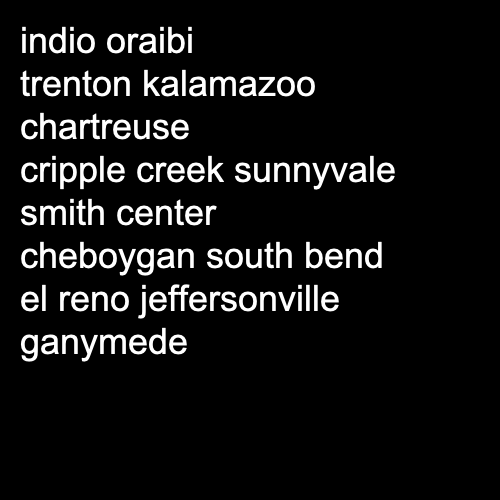 indio oraibi
trenton kalamazoo
chartreuse
cripple creek sunnyvale
smith center
cheboygan south bend
el reno jeffersonville
ganymede